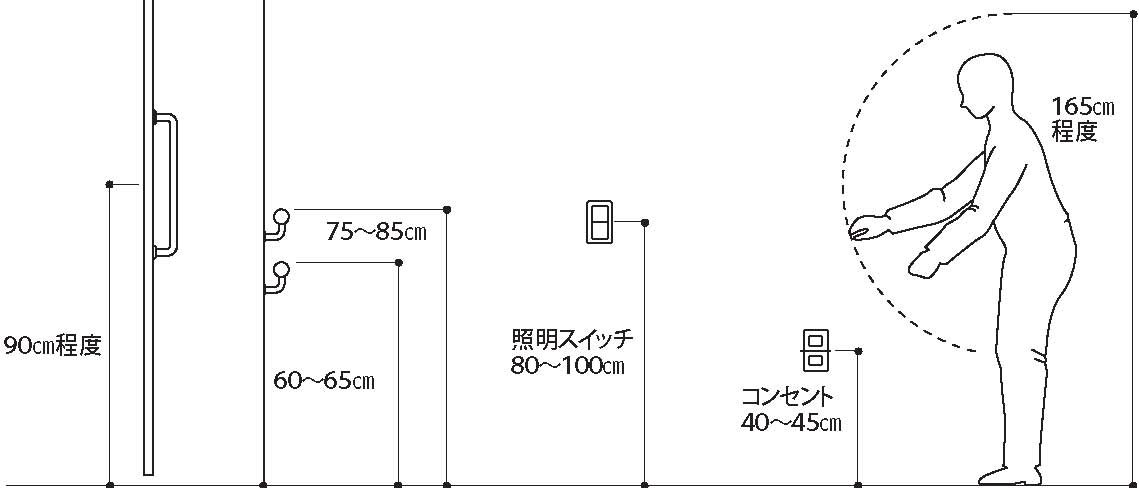 165cm
程度
75～85cm
90cm程度
照明スイッチ
80～100cm
60～65cm
コンセント
40～45cm